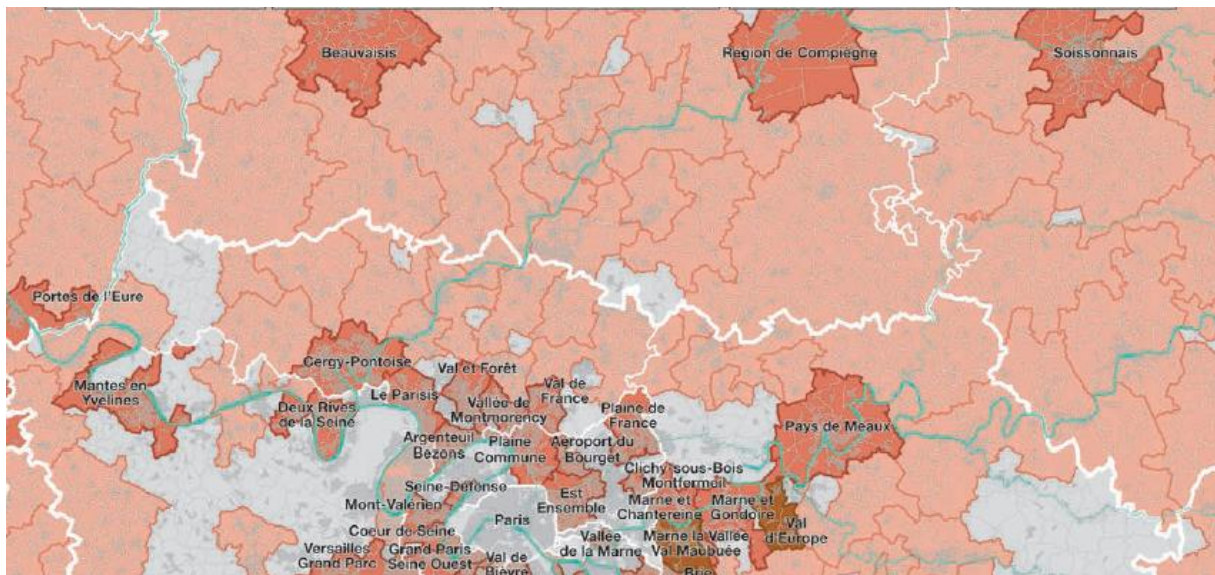 Beauvaisis
Region de Compiègne
Soissonnais
Portes de l'Eure
Cergy-Pontoise
Val et Forêt
Mantes en
Yvelines
Le Parisis
Val de
France
Deux Rives
de la Seine
Vallée de
Montmorency
Plaine de
France
Pays de Meaux
Argenteuil
Bezons
Plaine
Commune
Aeroport du
Bourget
Clichy-sous-Bois
Montfermeil
Seine-Défense
Mont-Valérien
Est
Ensemble
Marne et
Chantereine
Marne et
Gondoire
Paris
Val
d'Europe
Coeur de Seine
Vallée
de la Marne
Marne la Vallée
Val Maubuée
Versailles
Grand Parc
Grand Paris
Seine Ouest
Val de
Bièvre
Brie